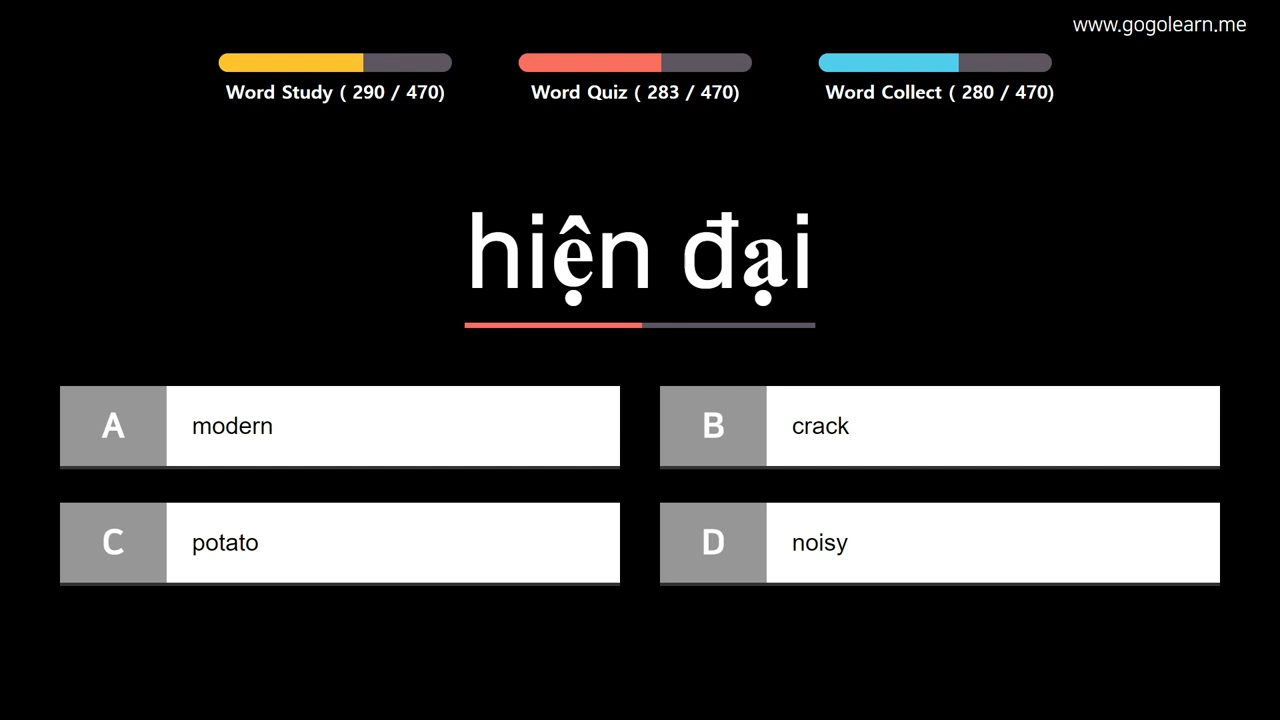 www.gogolearn.me
Word Study ( 290 / 470)
Word Quiz ( 283 / 470)
Word Collect ( 280 / 470)
hiện đại
A modern
B crack
C potato
D noisy